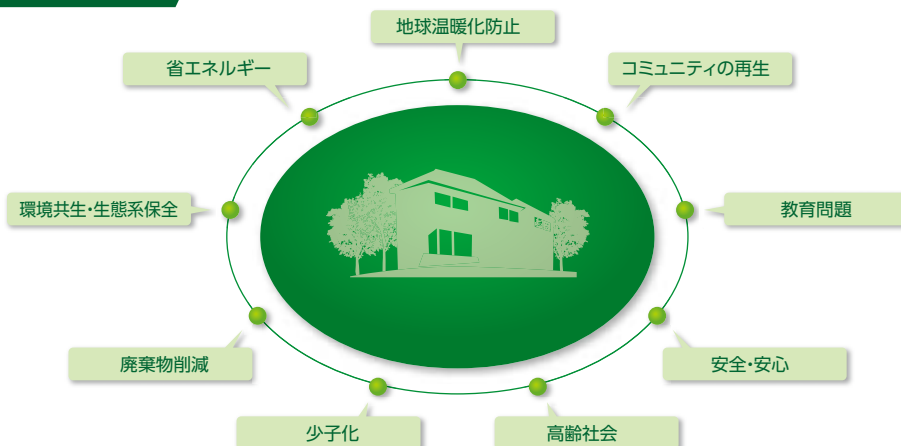 地球温暖化防止
省エネルギー
コミュニティの再生
環境共生・生態系保全
教育問題
廃棄物削減
安全・安心
少子化
高齢社会